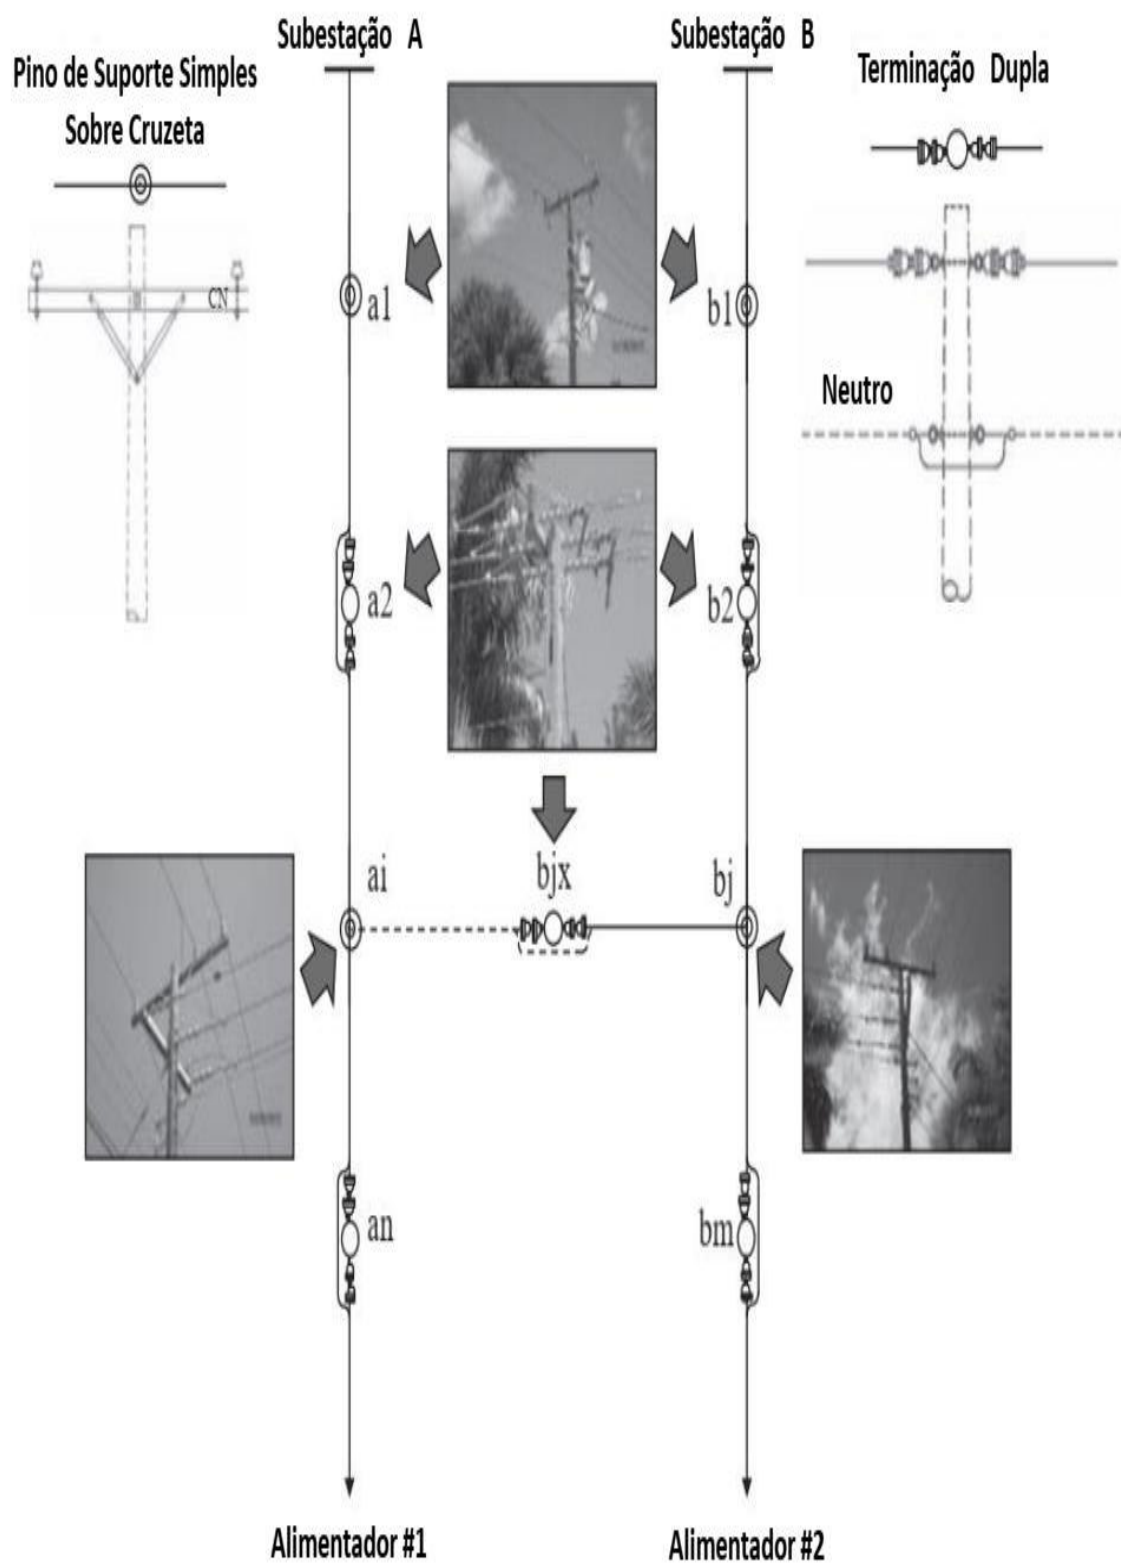 Subestação A
Subestação B
Pino de Suporte Simples
Sobre Cruzeta
Terminação Dupla
CN
a1
b1
Neutro
a2
b2
ai
bjx
bj
an
bm
Alimentador #1
Alimentador #2